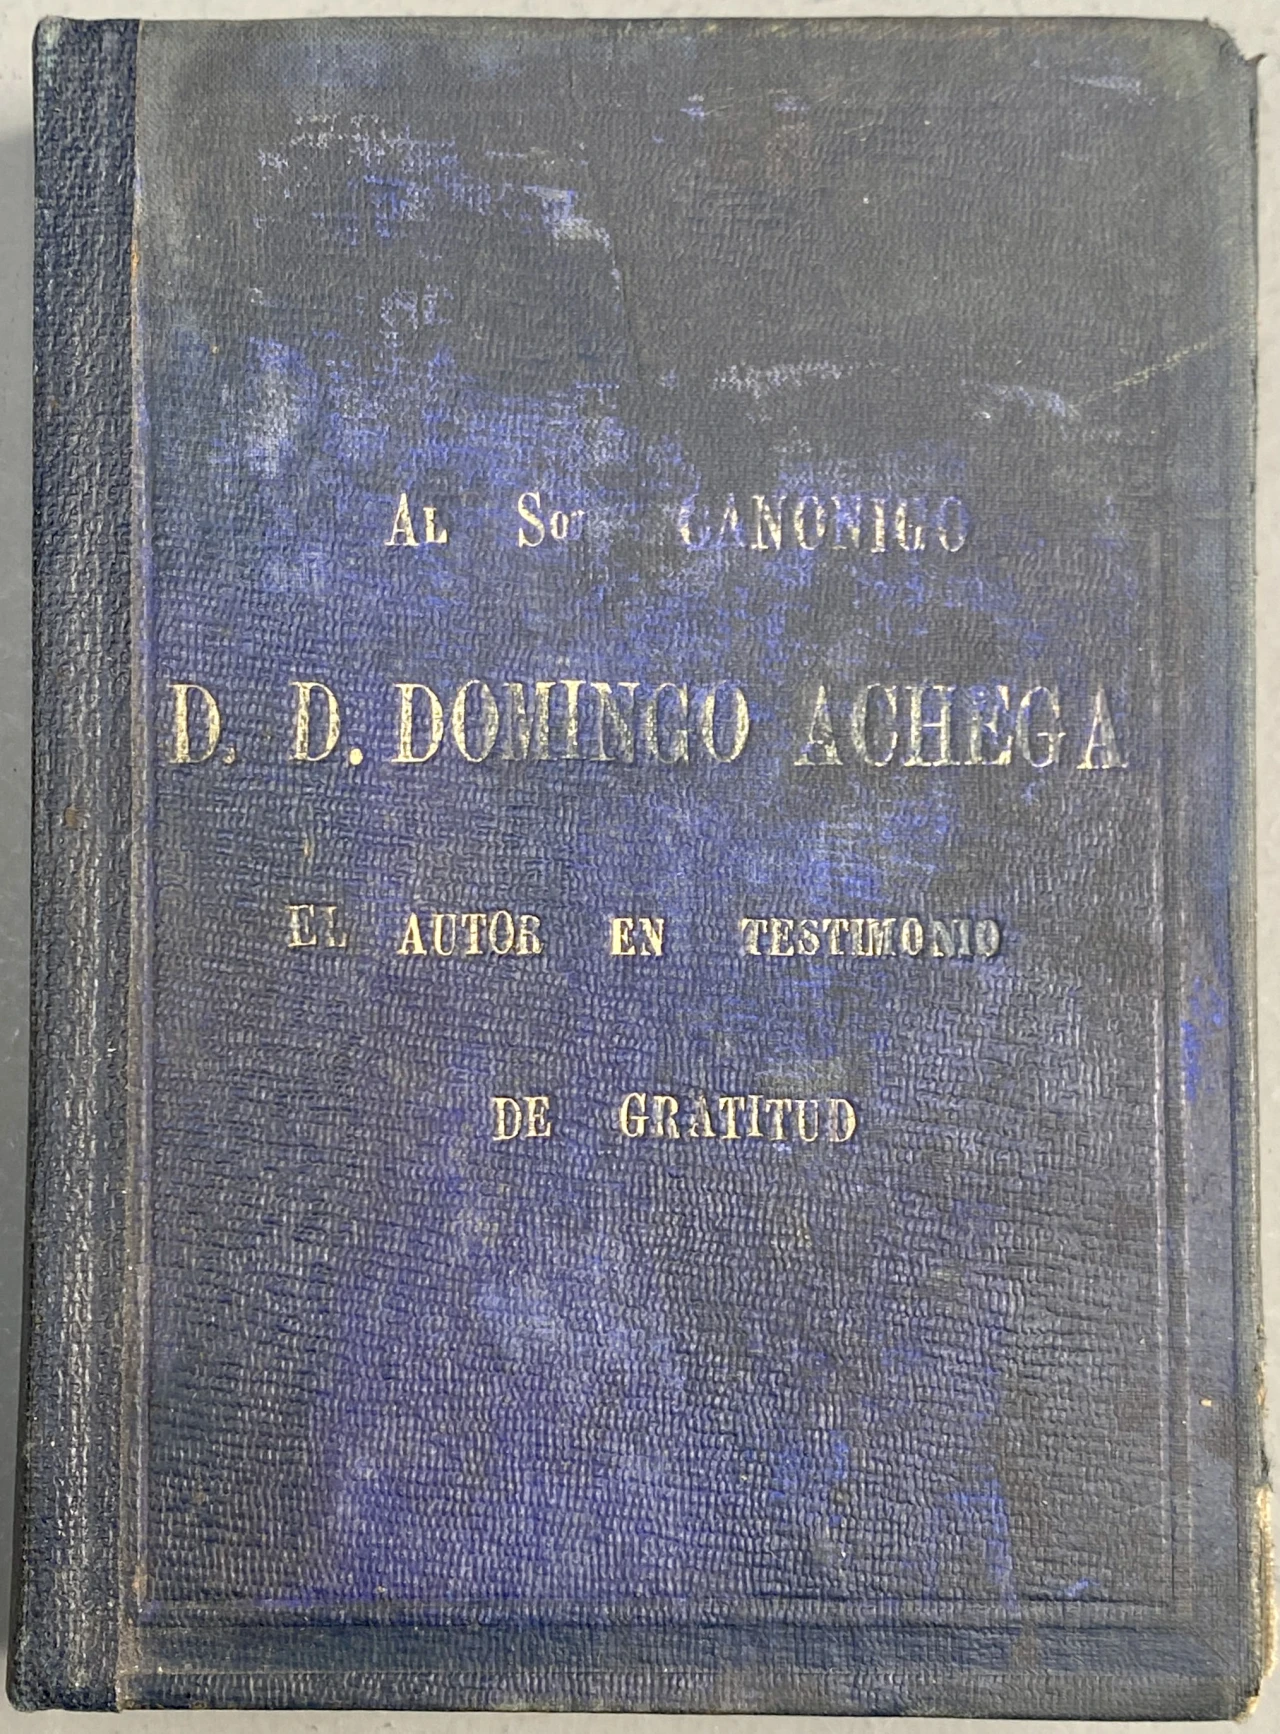 AL Sor CANONIGO
D. D. DOMINGO ACHEGA
EL AUTOR EN TESTIMONIO
DE GRATITUD